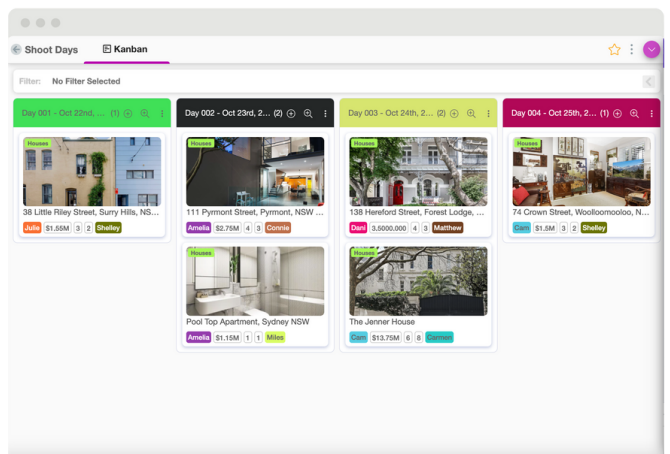 Shoot Days
Kanban
Filter: No Filter Selected
Day 001 - Oct 22nd, ... (1)
Houses
38 Little Riley Street, Surry Hills, NS...
Julie $1.55M 3 2 Shelley
Day 002 - Oct 23rd, 2... (2)
Houses
111 Pyrmont Street, Pyrmont, NSW ...
Amelia $2.75M 4 3 Connie
Houses
Pool Top Apartment, Sydney NSW
Amelia $1.15M 1 1 Miles
Day 003 - Oct 24th, 2... (2)
Houses
138 Hereford Street, Forest Lodge, ...
Dani 3.5000.000 4 3 Matthew
Houses
The Jenner House
Cam $13.75M 6 8 Carmen
Day 004 - Oct 25th, 2... (1)
Houses
74 Crown Street, Woolloomooloo, N...
Cam $1.5M 3 2 Shelley